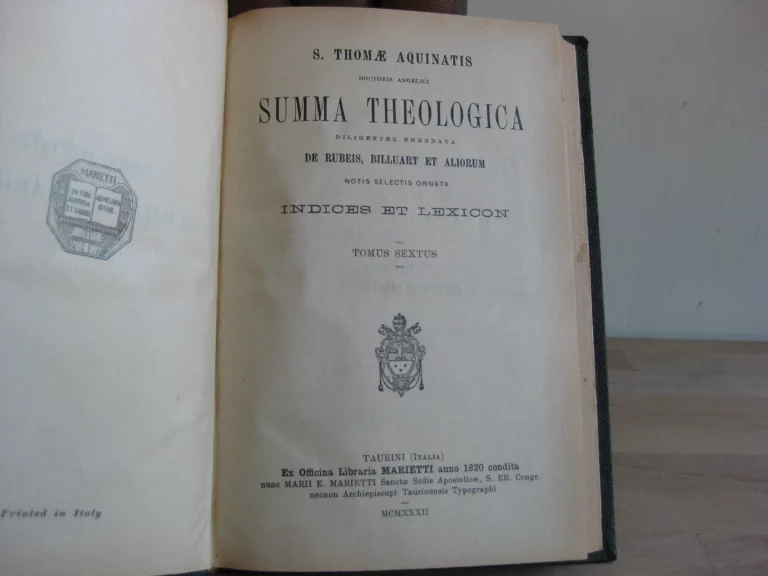 MARIETTI
Printed in Italy
S. THOMÆ AQUINATIS
DOCTORIS ANGELICI
SUMMA THEOLOGICA
DILIGENTER EMENDATA
DE RUBEIS, BILLUART ET ALIORUM
NOTIS SELECTIS ORNATA
INDICES ET LEXICON
TOMUS SEXTUS
TAURINI (ITALIA)
Ex Officina Libraria MARIETTI anno 1820 condita
nunc MARII E. MARIETTI Sanctæ Sedis Apostolicæ, S. RR. Congr.
necnon Archiepiscopi Taurinensis Typographi
MCMXXXII